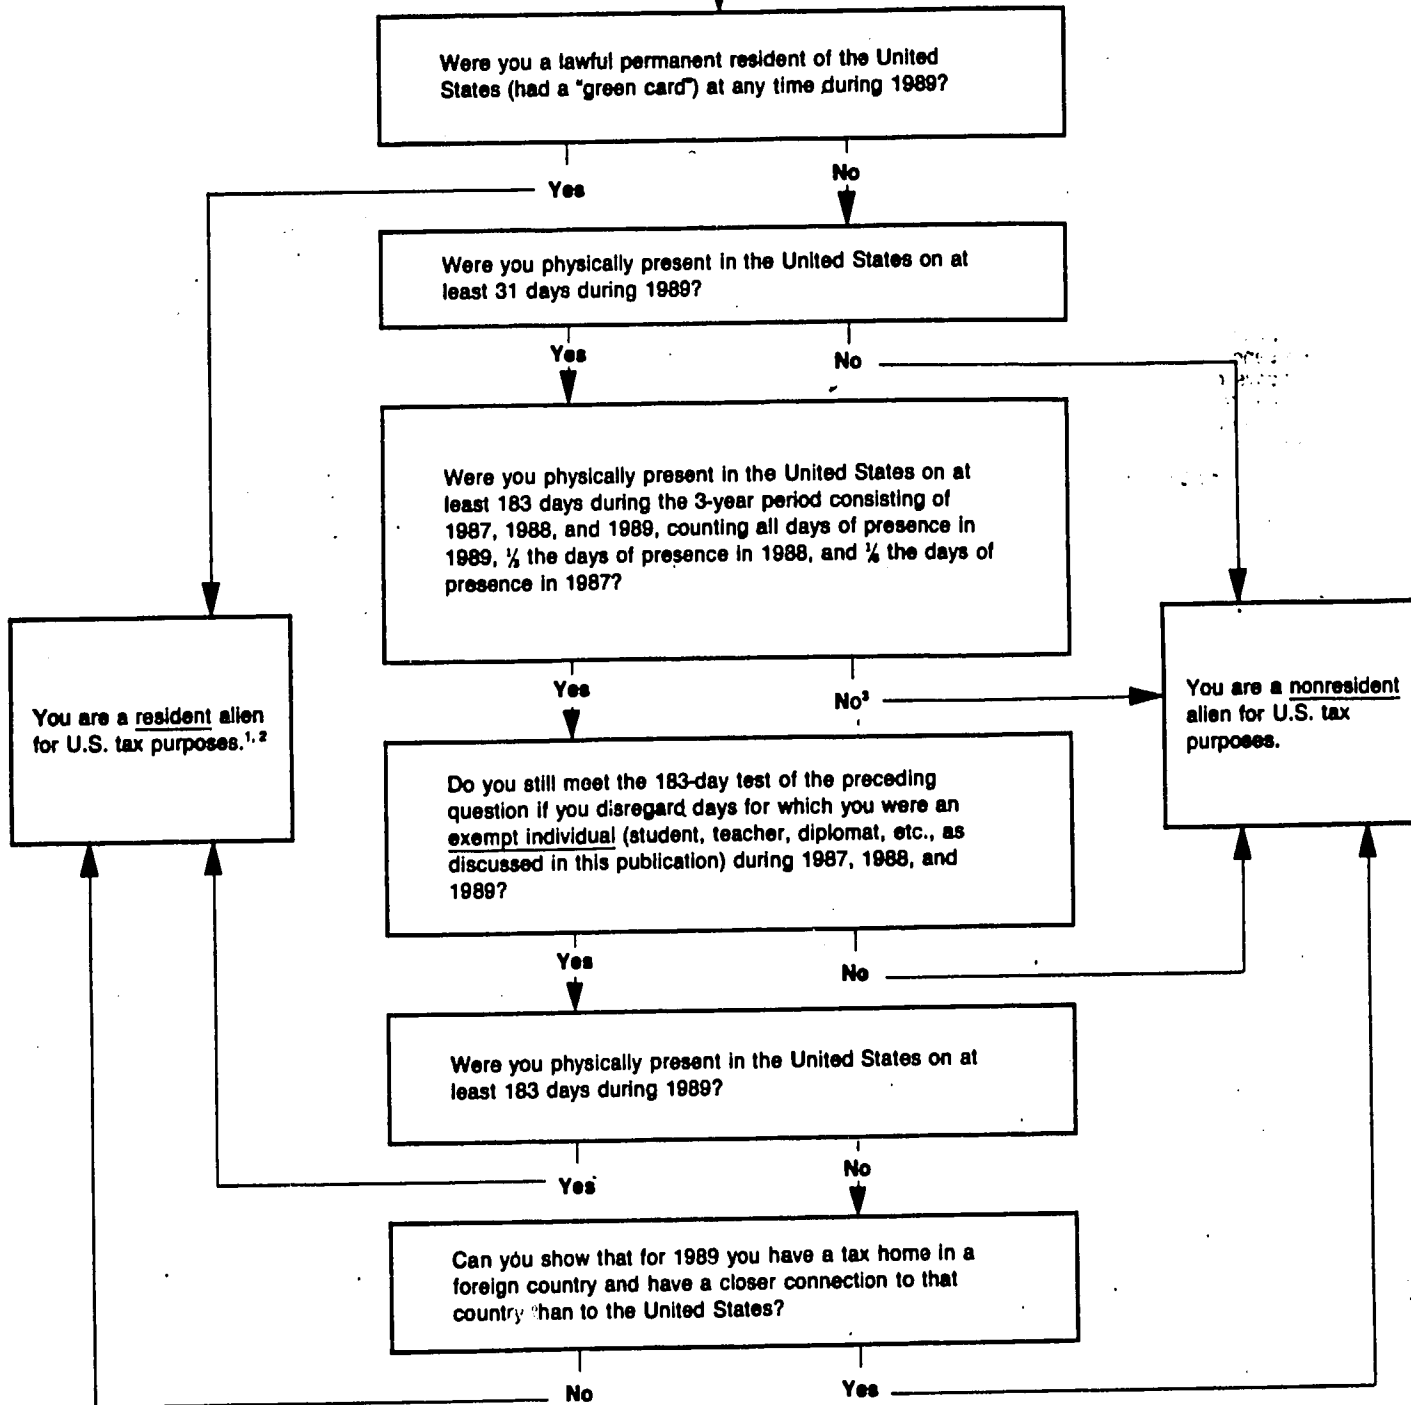 Were you a lawful permanent resident of the United
States (had a "green card") at any time during 1989?
Yes
No
Were you physically present in the United States on at
least 31 days during 1989?
Yes
No
Were you physically present in the United States on at
least 183 days during the 3-year period consisting of
1987, 1988, and 1989, counting all days of presence in
1989, ⅓ the days of presence in 1988, and ⅙ the days of
presence in 1987?
Yes
No³
You are a resident alien
for U.S. tax purposes.¹,²
You are a nonresident
alien for U.S. tax
purposes.
Do you still meet the 183-day test of the preceding
question if you disregard days for which you were an
exempt individual (student, teacher, diplomat, etc., as
discussed in this publication) during 1987, 1988, and
1989?
Yes
No
Were you physically present in the United States on at
least 183 days during 1989?
Yes
No
Can you show that for 1989 you have a tax home in a
foreign country and have a closer connection to that
country than to the United States?
No
Yes